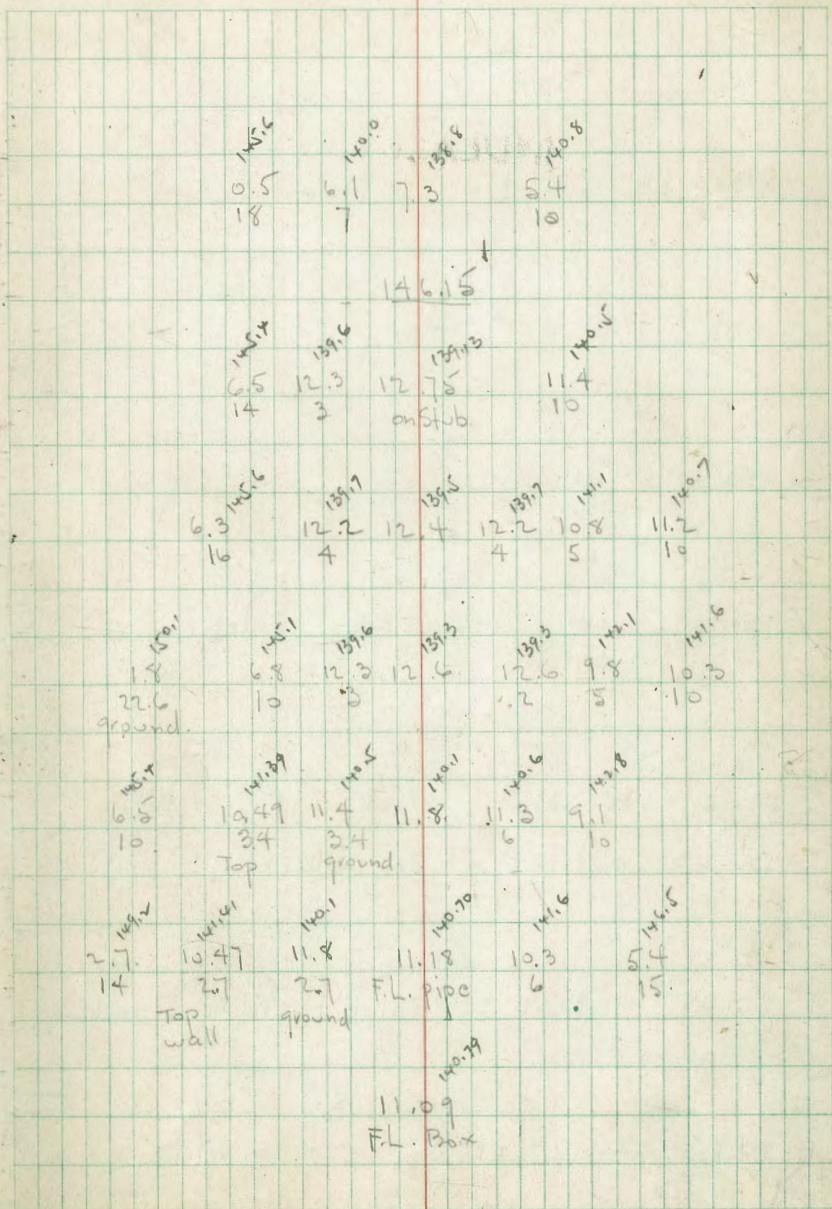 145.6 140.0 138.8 140.8
0.5 6.1 7.3 5.4
18 7 10
146.15
145.4 139.6 139.13 140.5
6.5 12.3 12.75 11.4
14 3 on Stub 10
145.6 139.7 139.5 139.7 141.1 140.7
6.3 12.2 12.4 12.2 10.8 11.2
16 4 4 5 10
150.1 145.1 139.6 139.3 139.3 142.1 141.6
1.8 6.8 12.3 12.6 12.6 9.8 10.3
22.6 10 3 2 5 10
ground
145.4 141.39 140.5 140.1 140.6 142.8
6.5 10.49 11.4 11.8 11.3 9.1
10 3.4 3.4 6 10
Top ground
149.2 141.41 140.1 140.70 141.6 146.5
2.7 10.47 11.8 11.18 10.3 5.4
14 2.7 2.7 F.L. pipe 6 15
Top ground
wall
140.79
11.09
F.L. Box